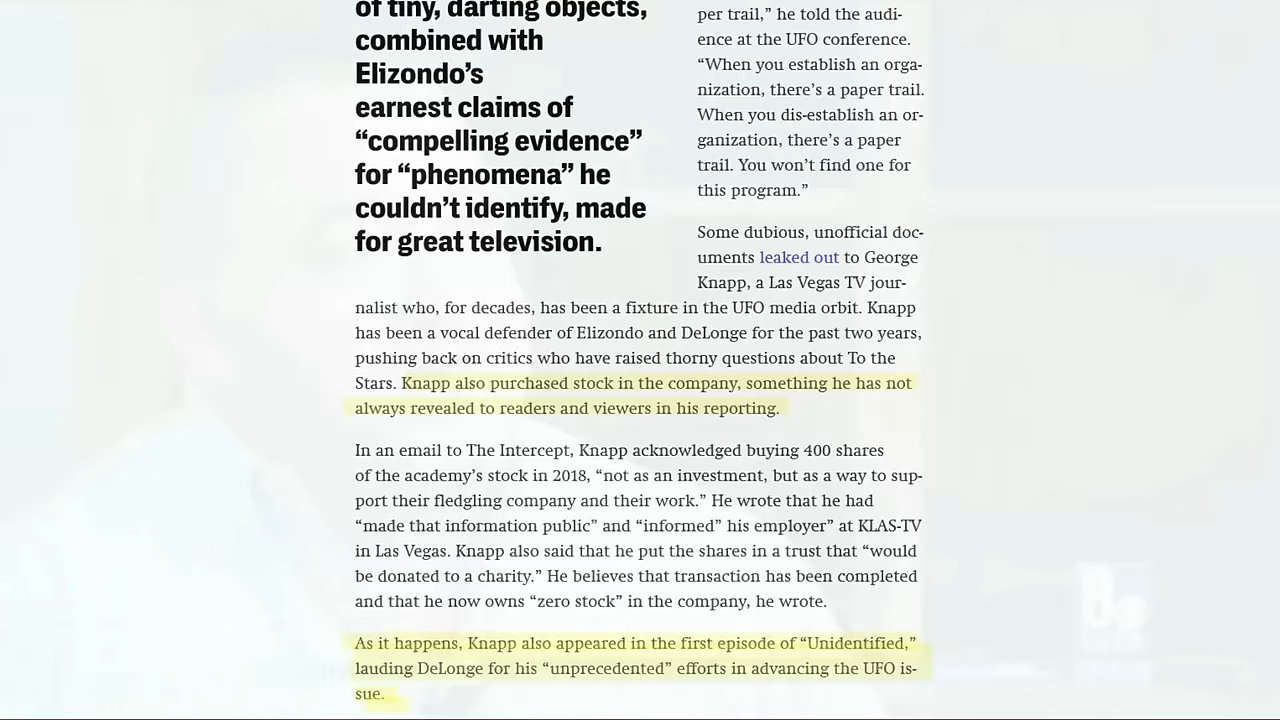 of tiny, darting objects,
combined with
Elizondo’s
earnest claims of
“compelling evidence”
for “phenomena” he
couldn’t identify, made
for great television.
per trail,” he told the audi-
ence at the UFO conference.
“When you establish an orga-
nization, there’s a paper trail.
When you dis-establish an or-
ganization, there’s a paper
trail. You won’t find one for
this program.”
Some dubious, unofficial doc-
uments leaked out to George
Knapp, a Las Vegas TV jour-
nalist who, for decades, has been a fixture in the UFO media orbit. Knapp
has been a vocal defender of Elizondo and DeLonge for the past two years,
pushing back on critics who have raised thorny questions about To the
Stars. Knapp also purchased stock in the company, something he has not
always revealed to readers and viewers in his reporting.
In an email to The Intercept, Knapp acknowledged buying 400 shares
of the academy’s stock in 2018, “not as an investment, but as a way to sup-
port their fledgling company and their work.” He wrote that he had
“made that information public” and “informed” his employer” at KLAS-TV
in Las Vegas. Knapp also said that he put the shares in a trust that “would
be donated to a charity.” He believes that transaction has been completed
and that he now owns “zero stock” in the company, he wrote.
As it happens, Knapp also appeared in the first episode of “Unidentified,”
lauding DeLonge for his “unprecedented” efforts in advancing the UFO is-
sue.